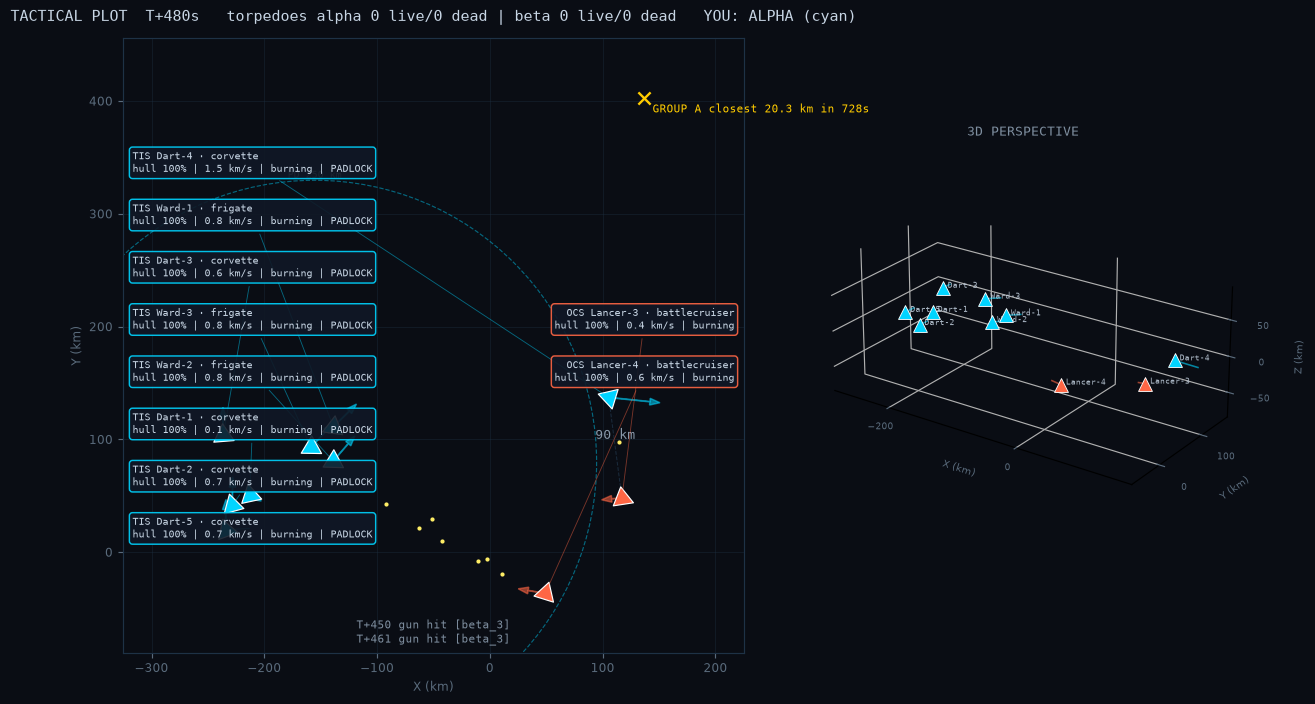 TACTICAL PLOT  T+480s   torpedoes alpha 0 live/0 dead | beta 0 live/0 dead   YOU: ALPHA (cyan)
GROUP A closest 20.3 km in 728s
TIS Dart-4 · corvette
hull 100% | 1.5 km/s | burning | PADLOCK
TIS Ward-1 · frigate
hull 100% | 0.8 km/s | burning | PADLOCK
TIS Dart-3 · corvette
hull 100% | 0.6 km/s | burning | PADLOCK
TIS Ward-3 · frigate
hull 100% | 0.8 km/s | burning | PADLOCK
TIS Ward-2 · frigate
hull 100% | 0.8 km/s | burning | PADLOCK
TIS Dart-1 · corvette
hull 100% | 0.1 km/s | burning | PADLOCK
TIS Dart-2 · corvette
hull 100% | 0.7 km/s | burning | PADLOCK
TIS Dart-5 · corvette
hull 100% | 0.7 km/s | burning | PADLOCK
OCS Lancer-3 · battlecruiser
hull 100% | 0.4 km/s | burning
OCS Lancer-4 · battlecruiser
hull 100% | 0.6 km/s | burning
90 km
T+450 gun hit [beta_3]
T+461 gun hit [beta_3]
400
300
200
100
0
Y (km)
−300
−200
−100
0
100
200
X (km)
3D PERSPECTIVE
Dart-3
Ward-3
Dart-1
Ward-1
Dart-2
Dart-4
Lancer-4
Lancer-3
50
0
−50
Z (km)
−200
0
X (km)
0
100
Y (km)